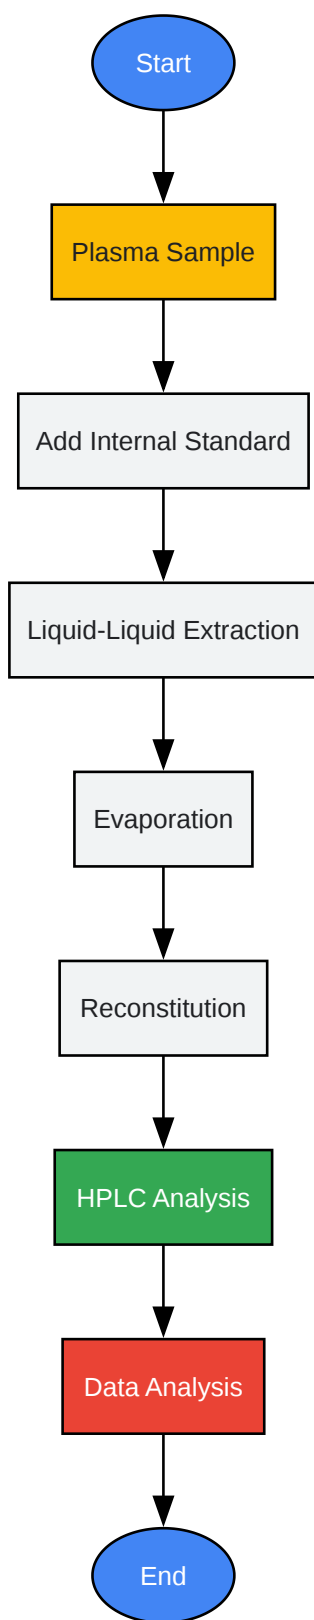 Start
Plasma Sample
Add Internal Standard
Liquid-Liquid Extraction
Evaporation
Reconstitution
HPLC Analysis
Data Analysis
End